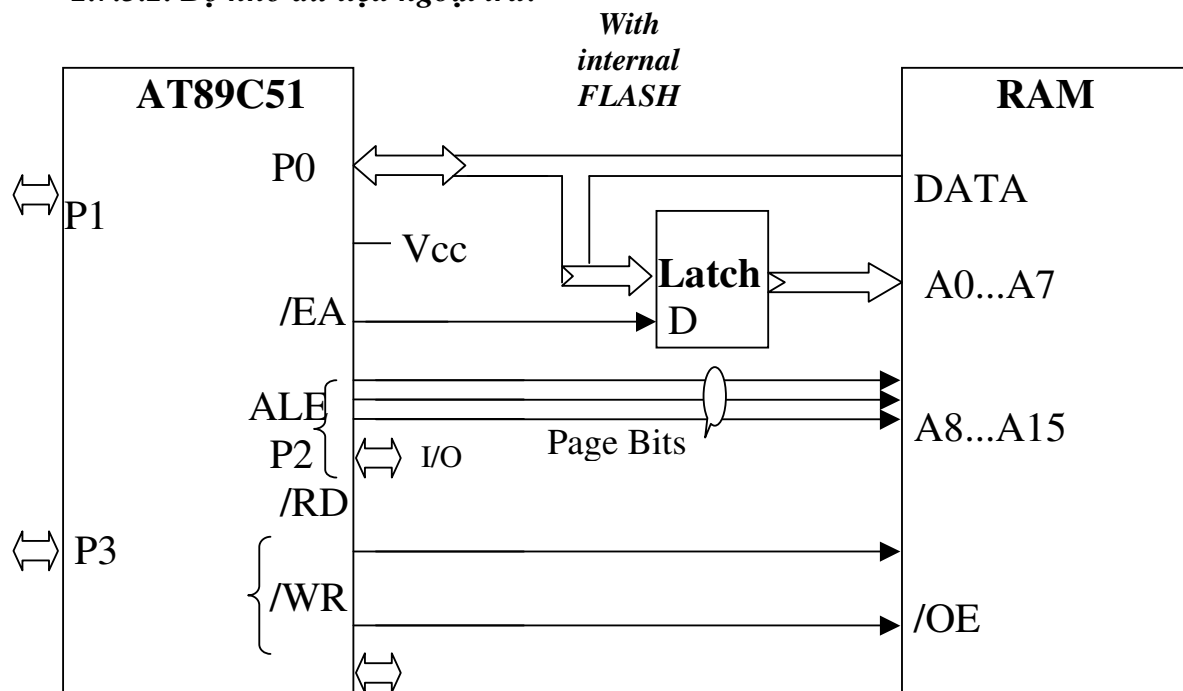 With
internal
FLASH
AT89C51
RAM
P0
DATA
P1
Vcc
Latch
A0...A7
/EA
D
ALE
A8...A15
P2
I/O
Page Bits
/RD
P3
/WR
/OE